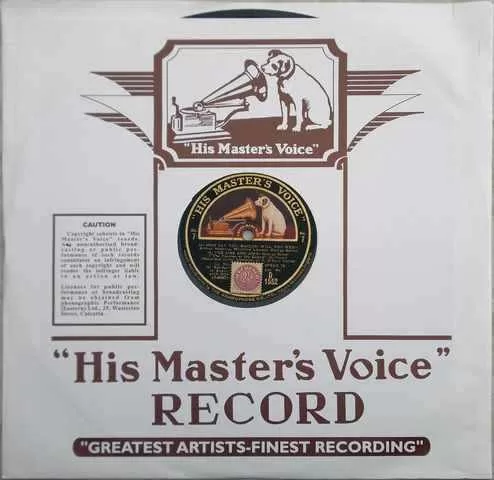 "His Master's Voice"
"HIS MASTER'S VOICE"
CAUTION
Copyright subsists in "His
Master's Voice" records.
Any unauthorised broad-
casting or public per-
formance of such records
constitutes an infringement
of such copyright and will
render the infringer liable
to an action at law.
Licences for public per-
formance or broadcasting
may be obtained from
phonographic Performance
(Eastern) Ltd., 29, Waterloo
Street, Calcutta.
"His Master's Voice"
RECORD
"GREATEST ARTISTS-FINEST RECORDING"